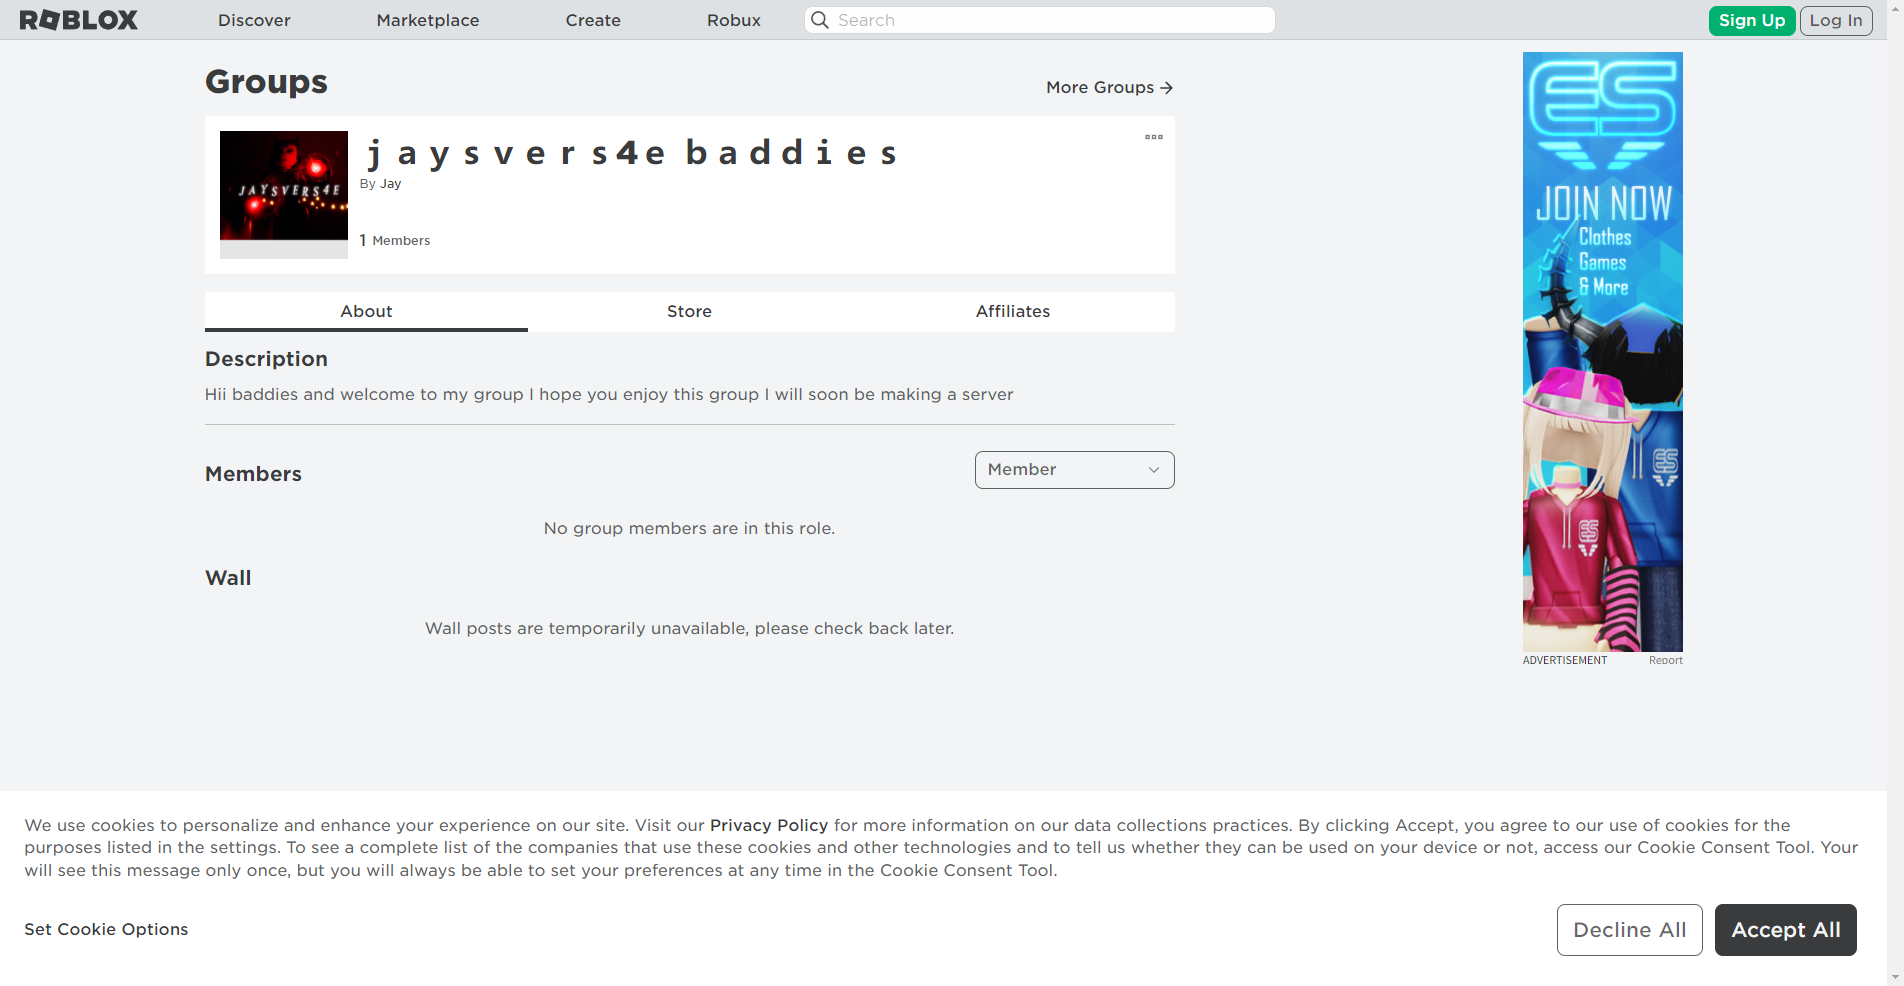 ROBLOX
Discover
Marketplace
Create
Robux
Search
Sign Up
Log In
Groups
More Groups
JAYSVERS4E
j a y s v e r s 4 e b a d d i e s
By Jay
1 Members
About
Store
Affiliates
Description
Hii baddies and welcome to my group I hope you enjoy this group I will soon be making a server
Members
Member
No group members are in this role.
Wall
Wall posts are temporarily unavailable, please check back later.
ES
JOIN NOW
Clothes
Games
& More
ES
ES
ADVERTISEMENT
Report
We use cookies to personalize and enhance your experience on our site. Visit our Privacy Policy for more information on our data collections practices. By clicking Accept, you agree to our use of cookies for the
purposes listed in the settings. To see a complete list of the companies that use these cookies and other technologies and to tell us whether they can be used on your device or not, access our Cookie Consent Tool. Your
will see this message only once, but you will always be able to set your preferences at any time in the Cookie Consent Tool.
Set Cookie Options
Decline All
Accept All